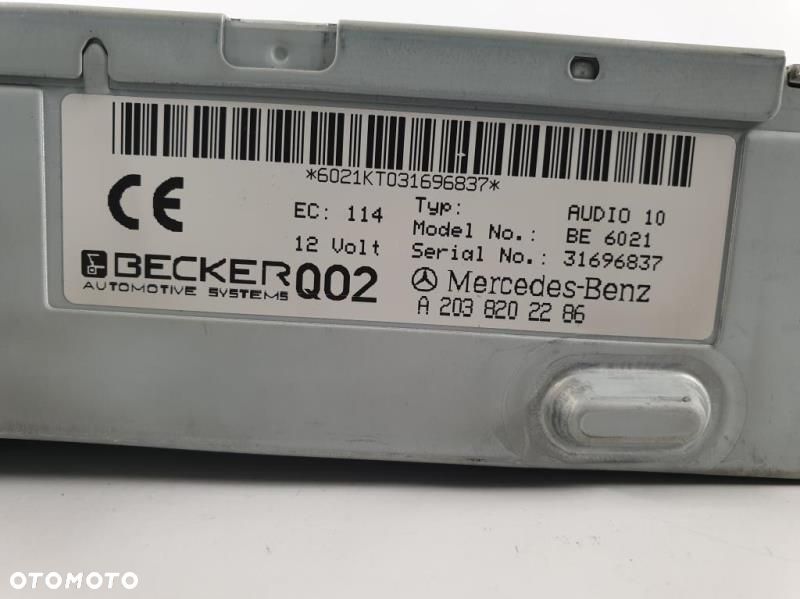 *6021KT031696837*
CE
EC: 114
12 Volt
Typ: AUDIO 10
Model No.: BE 6021
Serial No.: 31696837
BECKER
AUTOMOTIVE SYSTEMS
Q02
Mercedes-Benz
A 203 820 22 86
OTOMOTO